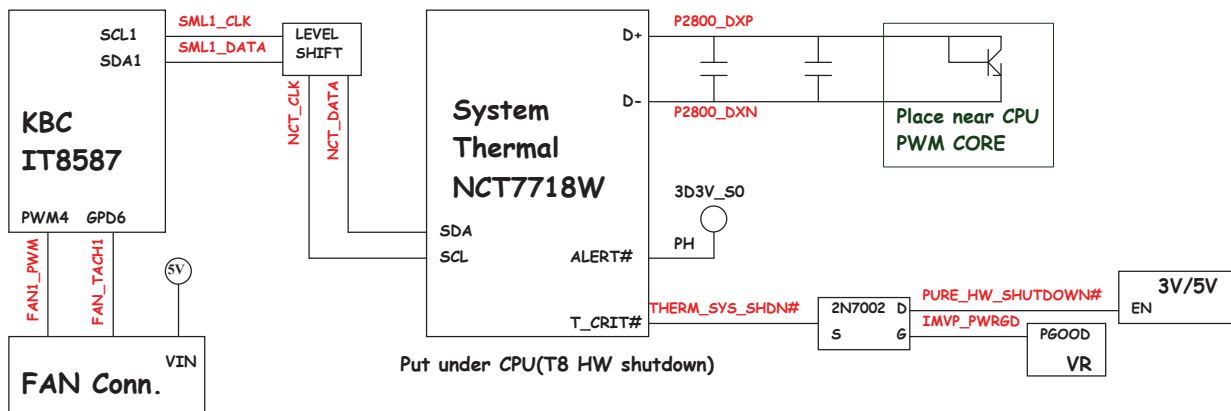 SML1_CLK
SCL1
SML1_DATA
SDA1
LEVEL
SHIFT
NCT_CLK
NCT_DATA
KBC
IT8587
PWM4
GPD6
FAN1_PWM
FAN_TACH1
5V
VIN
FAN Conn.
System
Thermal
NCT7718W
D+
D-
SDA
SCL
ALERT#
T_CRIT#
P2800_DXP
P2800_DXN
Place near CPU
PWM CORE
3D3V_S0
PH
THERM_SYS_SHDN#
2N7002
D
S
G
PURE_HW_SHUTDOWN#
IMVP_PWRGD
3V/5V
EN
PGOOD
VR
Put under CPU(T8 HW shutdown)